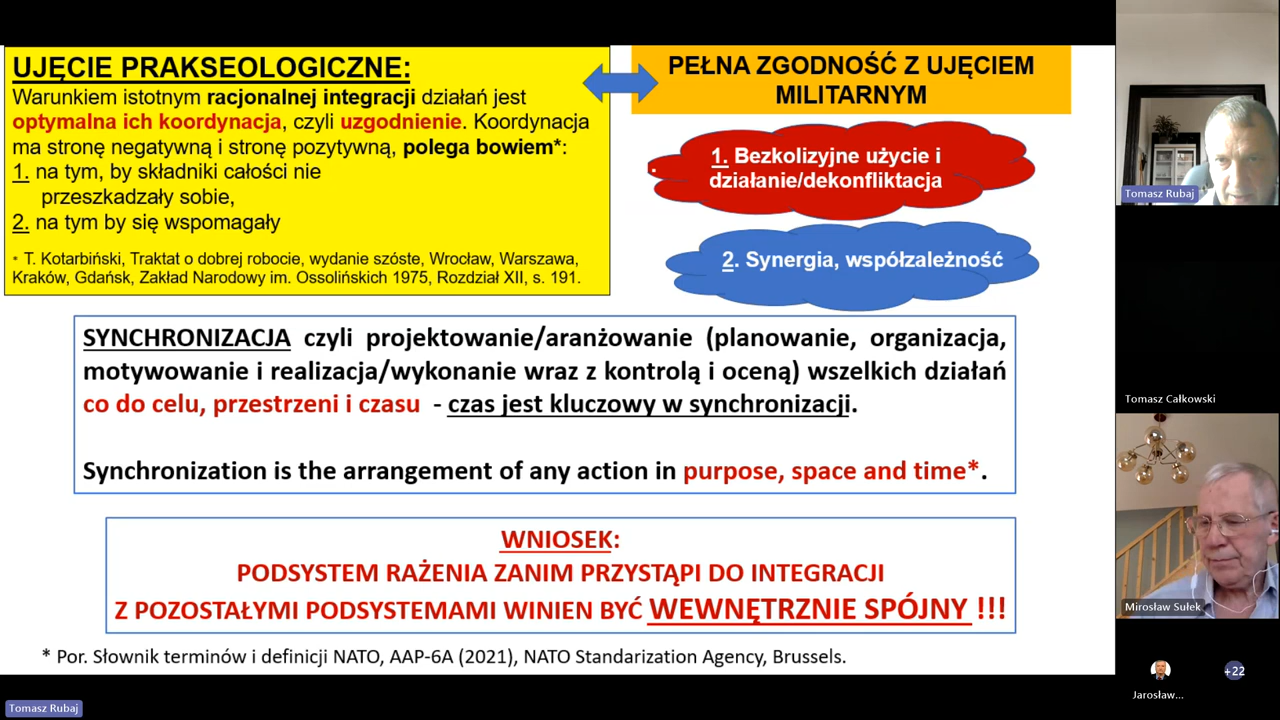 UJĘCIE PRAKSEOLOGICZNE:
Warunkiem istotnym racjonalnej integracji działań jest
optymalna ich koordynacja, czyli uzgodnienie. Koordynacja
ma stronę negatywną i stronę pozytywną, polega bowiem*:
1. na tym, by składniki całości nie
przeszkadzały sobie,
2. na tym by się wspomagały
* T. Kotarbiński, Traktat o dobrej robocie, wydanie szóste, Wrocław, Warszawa,
Kraków, Gdańsk, Zakład Narodowy im. Ossolińskich 1975, Rozdział XII, s. 191.
PEŁNA ZGODNOŚĆ Z UJĘCIEM
MILITARNYM
1. Bezkolizyjne użycie i
działanie/dekonfliktacja
2. Synergia, współzależność
SYNCHRONIZACJA czyli projektowanie/aranżowanie (planowanie, organizacja,
motywowanie i realizacja/wykonanie wraz z kontrolą i oceną) wszelkich działań
co do celu, przestrzeni i czasu - czas jest kluczowy w synchronizacji.
Synchronization is the arrangement of any action in purpose, space and time*.
WNIOSEK:
PODSYSTEM RAŻENIA ZANIM PRZYSTĄPI DO INTEGRACJI
Z POZOSTAŁYMI PODSYSTEMAMI WINIEN BYĆ WEWNĘTRZNIE SPÓJNY !!!
* Por. Słownik terminów i definicji NATO, AAP-6A (2021), NATO Standarization Agency, Brussels.
Tomasz Rubaj
Tomasz Rubaj
Tomasz Całkowski
Mirosław Sułek
Jarosław...
+22